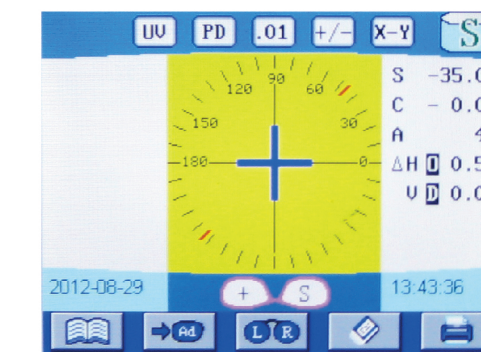 UV PD .01 +/- X-Y
S -35.0
C - 0.0
A
ΔH I 0.5
V D 0.0
120 90 60
150 30
180 0
2012-08-29 + S 13:43:36
→Ad L R